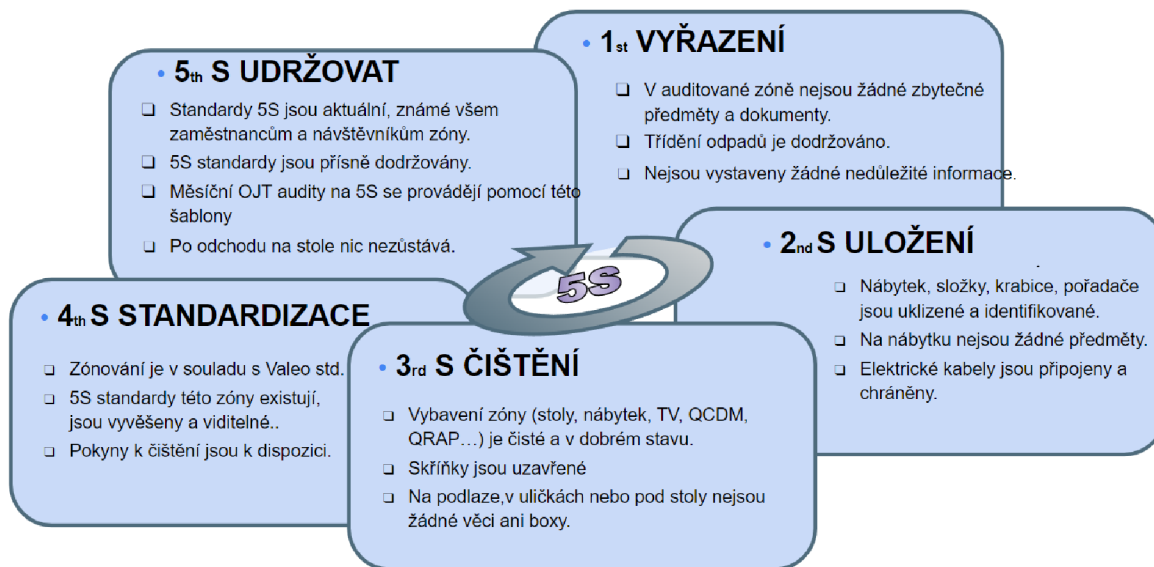 • 1st VYŘAZENÍ
❑ V auditované zóně nejsou žádné zbytečné
předměty a dokumenty.
❑ Třídění odpadů je dodržováno.
❑ Nejsou vystaveny žádné nedůležité informace.
• 2nd S ULOŽENÍ
❑ Nábytek, složky, krabice, pořadače
jsou uklizené a identifikované.
❑ Na nábytku nejsou žádné předměty.
❑ Elektrické kabely jsou připojeny a
chráněny.
• 3rd S ČIŠTĚNÍ
❑ Vybavení zóny (stoly, nábytek, TV, QCDM,
QRAP…) je čisté a v dobrém stavu.
❑ Skříňky jsou uzavřené
❑ Na podlaze,v uličkách nebo pod stoly nejsou
žádné věci ani boxy.
• 4th S STANDARDIZACE
❑ Zónování je v souladu s Valeo std.
❑ 5S standardy této zóny existují,
jsou vyvěšeny a viditelné..
❑ Pokyny k čištění jsou k dispozici.
• 5th S UDRŽOVAT
❑ Standardy 5S jsou aktuální, známé všem
zaměstnancům a návštěvníkům zóny.
❑ 5S standardy jsou přísně dodržovány.
❑ Měsíční OJT audity na 5S se provádějí pomocí této
šablony
❑ Po odchodu na stole nic nezůstává.
5S